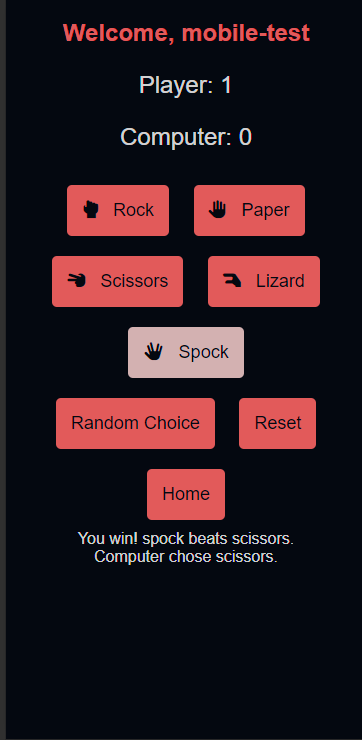 Welcome, mobile-test
Player: 1
Computer: 0
Rock Paper
Scissors Lizard
Spock
Random Choice Reset
Home
You win! spock beats scissors.
Computer chose scissors.